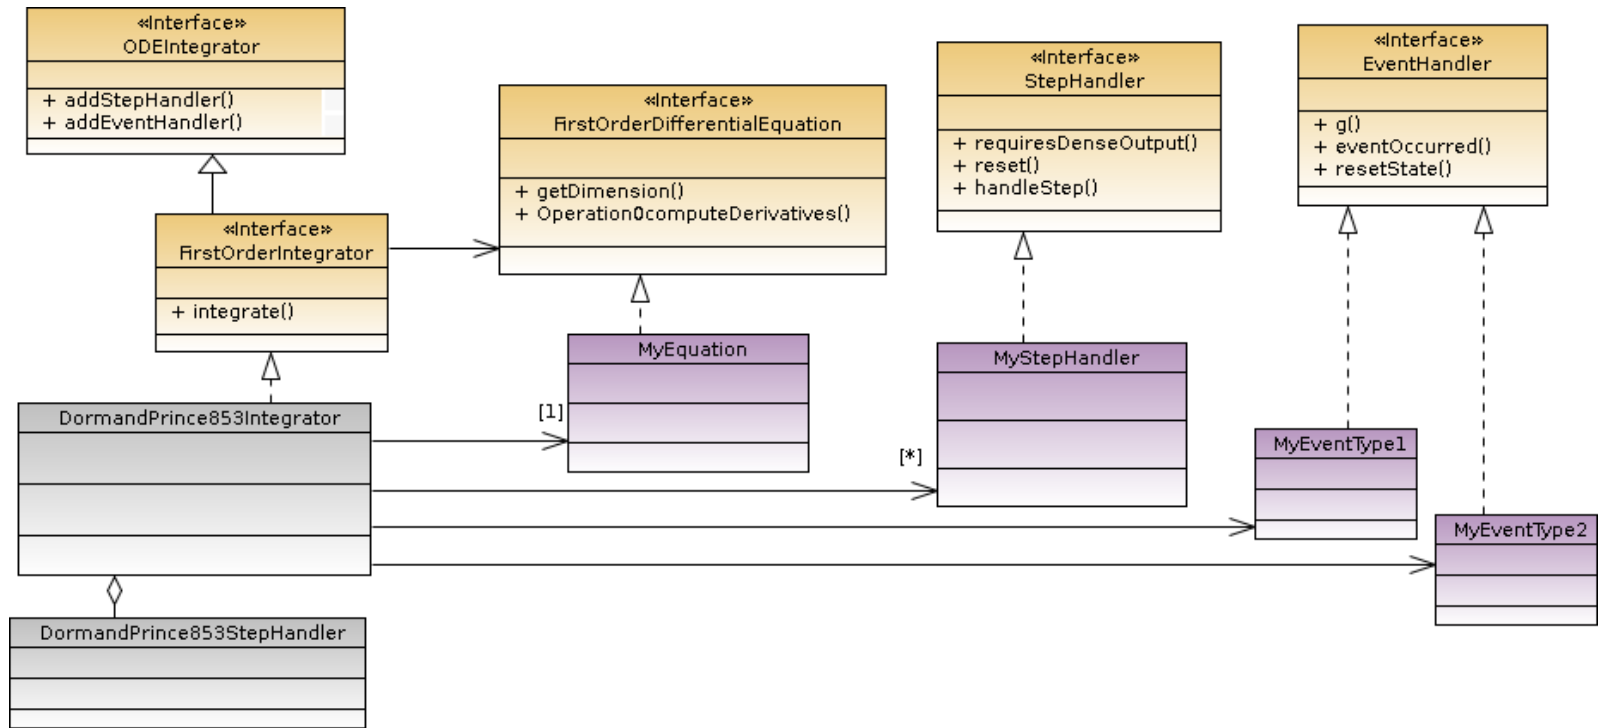 «Interface»
ODEIntegrator
+ addStepHandler()
+ addEventHandler()
«Interface»
FirstOrderDifferentialEquation
+ getDimension()
+ Operation0computeDerivatives()
«Interface»
StepHandler
+ requiresDenseOutput()
+ reset()
+ handleStep()
«Interface»
EventHandler
+ g()
+ eventOccurred()
+ resetState()
«Interface»
FirstOrderIntegrator
+ integrate()
MyEquation
MyStepHandler
DormandPrince853Integrator
[1]
[*]
MyEventType1
MyEventType2
DormandPrince853StepHandler